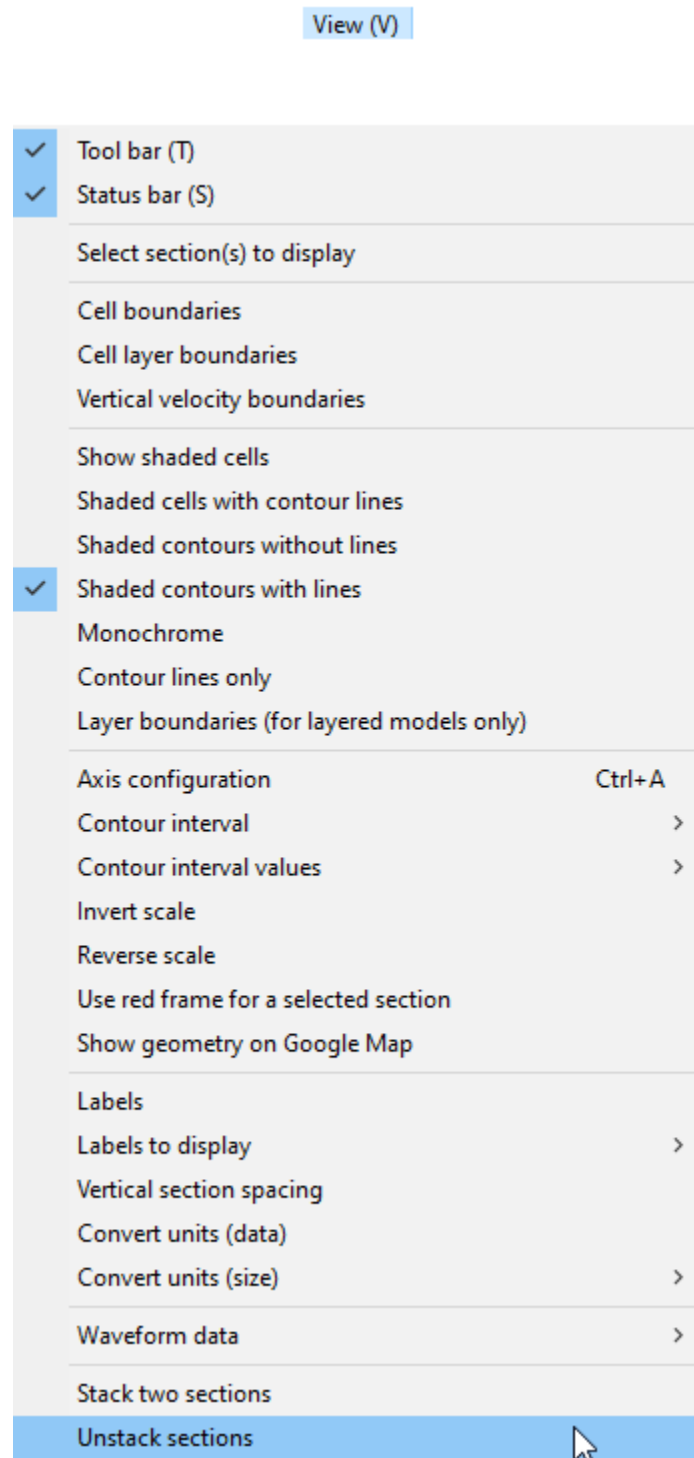 View (V)
Tool bar (T)
Status bar (S)
Select section(s) to display
Cell boundaries
Cell layer boundaries
Vertical velocity boundaries
Show shaded cells
Shaded cells with contour lines
Shaded contours without lines
Shaded contours with lines
Monochrome
Contour lines only
Layer boundaries (for layered models only)
Axis configuration Ctrl+A
Contour interval
Contour interval values
Invert scale
Reverse scale
Use red frame for a selected section
Show geometry on Google Map
Labels
Labels to display
Vertical section spacing
Convert units (data)
Convert units (size)
Waveform data
Stack two sections
Unstack sections